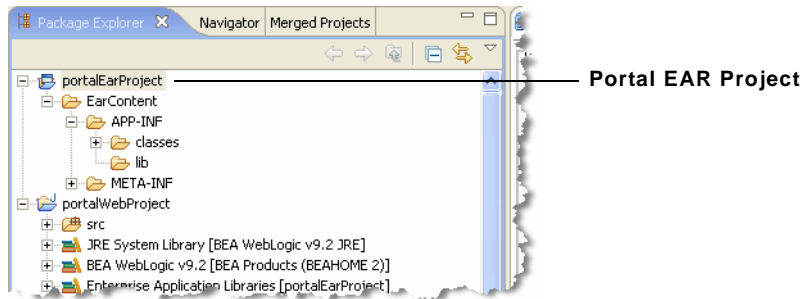 Package Explorer Navigator Merged Projects
portalEarProject
Portal EAR Project
EarContent
APP-INF
classes
lib
META-INF
portalWebProject
src
JRE System Library [BEA WebLogic v9.2 JRE]
BEA WebLogic v9.2 [BEA Products (BEAHOME 2)]
Enterprise Application Libraries [portalEarProject]